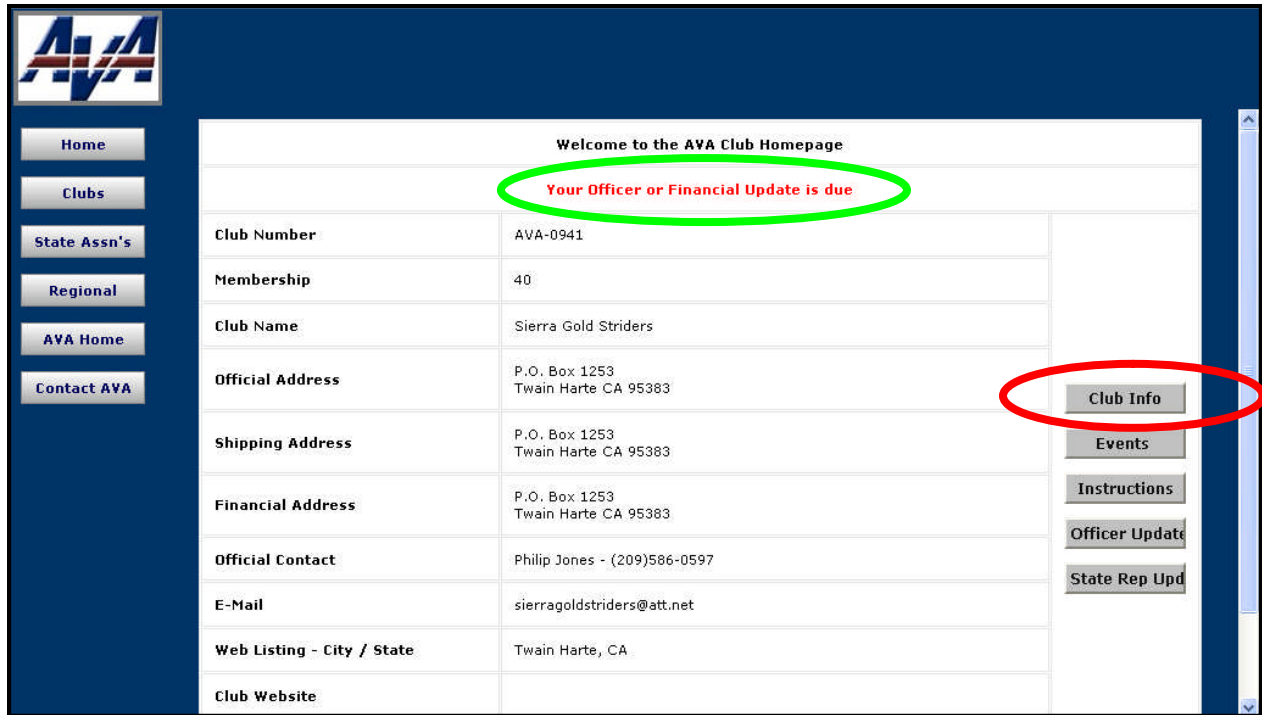 AVA
Home
Clubs
State Assn's
Regional
AVA Home
Contact AVA
Welcome to the AVA Club Homepage
Your Officer or Financial Update is due
Club Number AVA-0941
Membership 40
Club Name Sierra Gold Striders
Official Address P.O. Box 1253
Twain Harte CA 95383
Shipping Address P.O. Box 1253
Twain Harte CA 95383
Financial Address P.O. Box 1253
Twain Harte CA 95383
Official Contact Philip Jones - (209)586-0597
E-Mail sierragoldstriders@att.net
Web Listing - City / State Twain Harte, CA
Club Website
Club Info
Events
Instructions
Officer Update
State Rep Upd